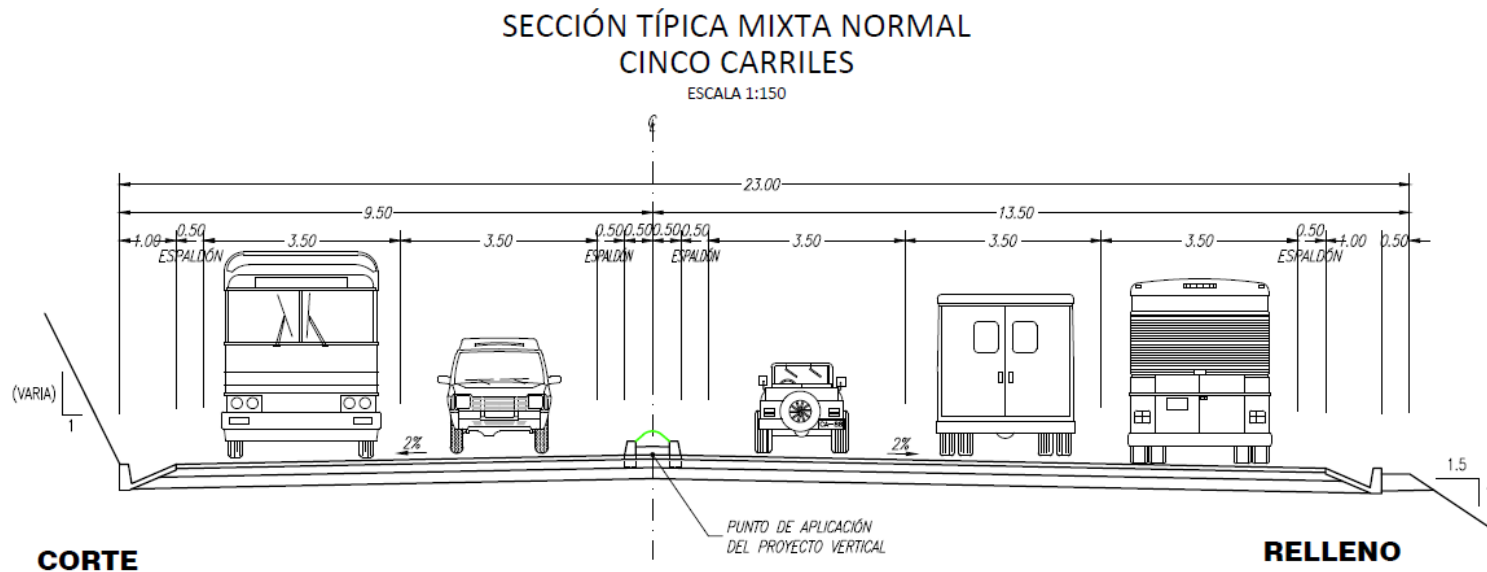 SECCIÓN TÍPICA MIXTA NORMAL
CINCO CARRILES
ESCALA 1:150
℄
23.00
9.50 13.50
1.00 0.50 3.50 3.50 0.50 0.50 0.50 0.50 3.50 3.50 3.50 0.50 1.00 0.50
ESPALDÓN ESPALDÓN ESPALDÓN ESPALDÓN
(VARIA)
1
2% 2%
1.5
PUNTO DE APLICACIÓN
DEL PROYECTO VERTICAL
CORTE RELLENO